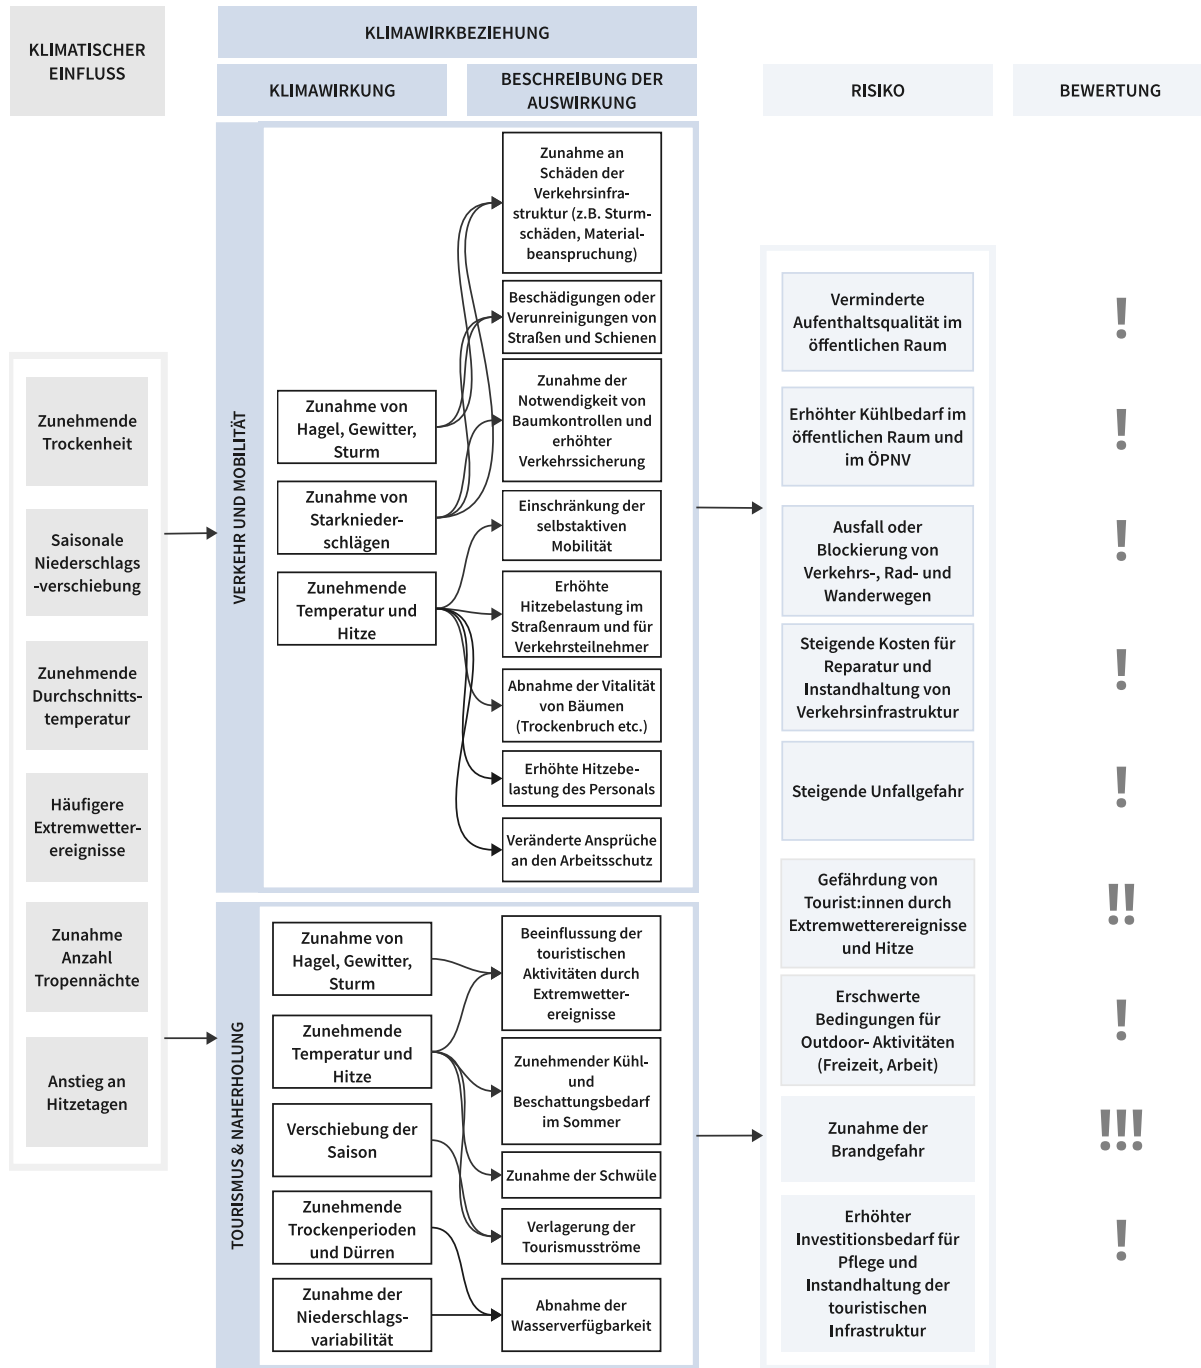 KLIMATISCHER
EINFLUSS
KLIMAWIRKBEZIEHUNG
KLIMAWIRKUNG
BESCHREIBUNG DER
AUSWIRKUNG
RISIKO
BEWERTUNG
Zunehmende
Trockenheit
Saisonale
Niederschlags
-verschiebung
Zunehmende
Durchschnitts-
temperatur
Häufigere
Extremwetter-
ereignisse
Zunahme
Anzahl
Tropennächte
Anstieg an
Hitzetagen
VERKEHR UND MOBILITÄT
Zunahme von
Hagel, Gewitter,
Sturm
Zunahme von
Starknieder-
schlägen
Zunehmende
Temperatur und
Hitze
Zunahme an
Schäden der
Verkehrsinfra-
struktur (z.B. Sturm-
schäden, Material-
beanspruchung)
Beschädigungen oder
Verunreinigungen von
Straßen und Schienen
Zunahme der
Notwendigkeit von
Baumkontrollen und
erhöhter
Verkehrssicherung
Einschränkung der
selbstaktiven
Mobilität
Erhöhte
Hitzebelastung im
Straßenraum und für
Verkehrsteilnehmer
Abnahme der Vitalität
von Bäumen
(Trockenbruch etc.)
Erhöhte Hitzebe-
lastung des Personals
Veränderte Ansprüche
an den Arbeitsschutz
TOURISMUS & NAHERHOLUNG
Zunahme von
Hagel, Gewitter,
Sturm
Zunehmende
Temperatur und
Hitze
Verschiebung der
Saison
Zunehmende
Trockenperioden
und Dürren
Zunahme der
Niederschlags-
variabilität
Beeinflussung der
touristischen
Aktivitäten durch
Extremwetter-
ereignisse
Zunehmender Kühl-
und
Beschattungsbedarf
im Sommer
Zunahme der Schwüle
Verlagerung der
Tourismusströme
Abnahme der
Wasserverfügbarkeit
Verminderte
Aufenthaltsqualität im
öffentlichen Raum
!
Erhöhter Kühlbedarf im
öffentlichen Raum und
im ÖPNV
!
Ausfall oder
Blockierung von
Verkehrs-, Rad- und
Wanderwegen
!
Steigende Kosten für
Reparatur und
Instandhaltung von
Verkehrsinfrastruktur
!
Steigende Unfallgefahr
!
Gefährdung von
Tourist:innen durch
Extremwetterereignisse
und Hitze
!!
Erschwerte
Bedingungen für
Outdoor- Aktivitäten
(Freizeit, Arbeit)
!
Zunahme der
Brandgefahr
!!!
Erhöhter
Investitionsbedarf für
Pflege und
Instandhaltung der
touristischen
Infrastruktur
!